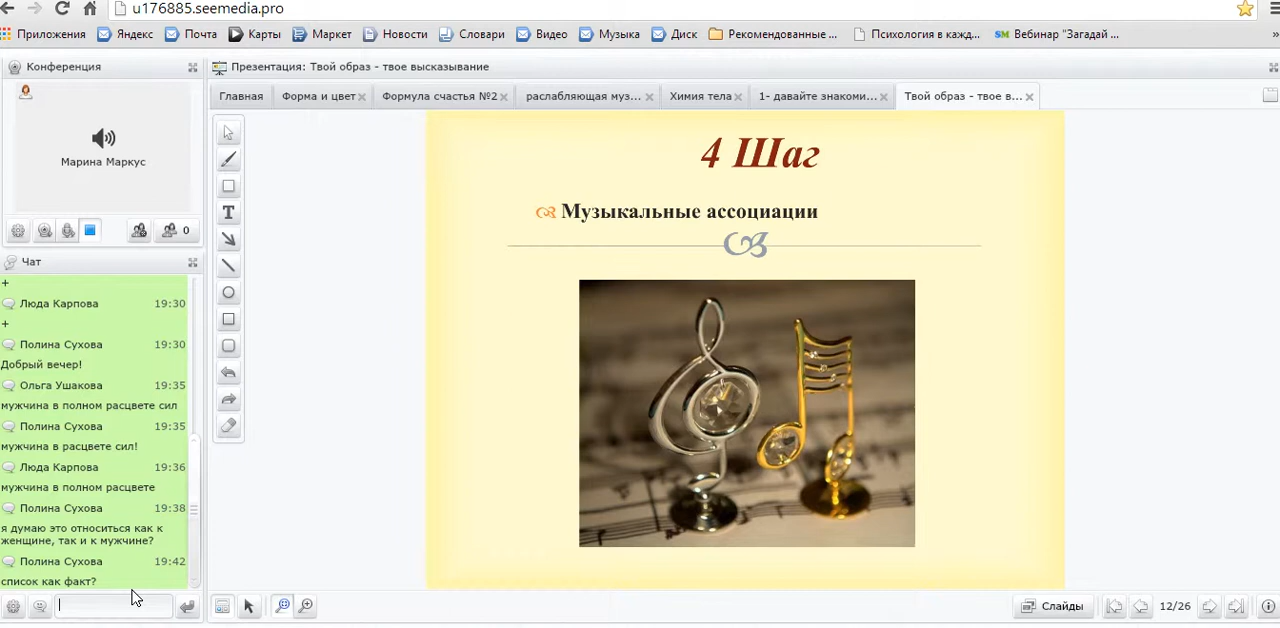 u176885.seemedia.pro
Приложения Яндекс Почта Карты Маркет Новости Словари Видео Музыка Диск Рекомендованные ... Психология в кажд... SM Вебинар "Загадай ... »
Конференция
Презентация: Твой образ - твое высказывание
Главная Форма и цвет Формула счастья №2 раслабляющая муз... Химия тела 1- давайте знакоми... Твой образ - твое в...
Марина Маркус
0
Чат
+
Люда Карпова 19:30
+
Полина Сухова 19:30
Добрый вечер!
Ольга Ушакова 19:35
мужчина в полном расцвете сил
Полина Сухова 19:35
мужчина в расцвете сил!
Люда Карпова 19:36
мужчина в полном расцвете
Полина Сухова 19:38
я думаю это относиться как к
женщине, так и к мужчине?
Полина Сухова 19:42
список как факт?
T
4 Шаг
Музыкальные ассоциации
Слайды 12/26